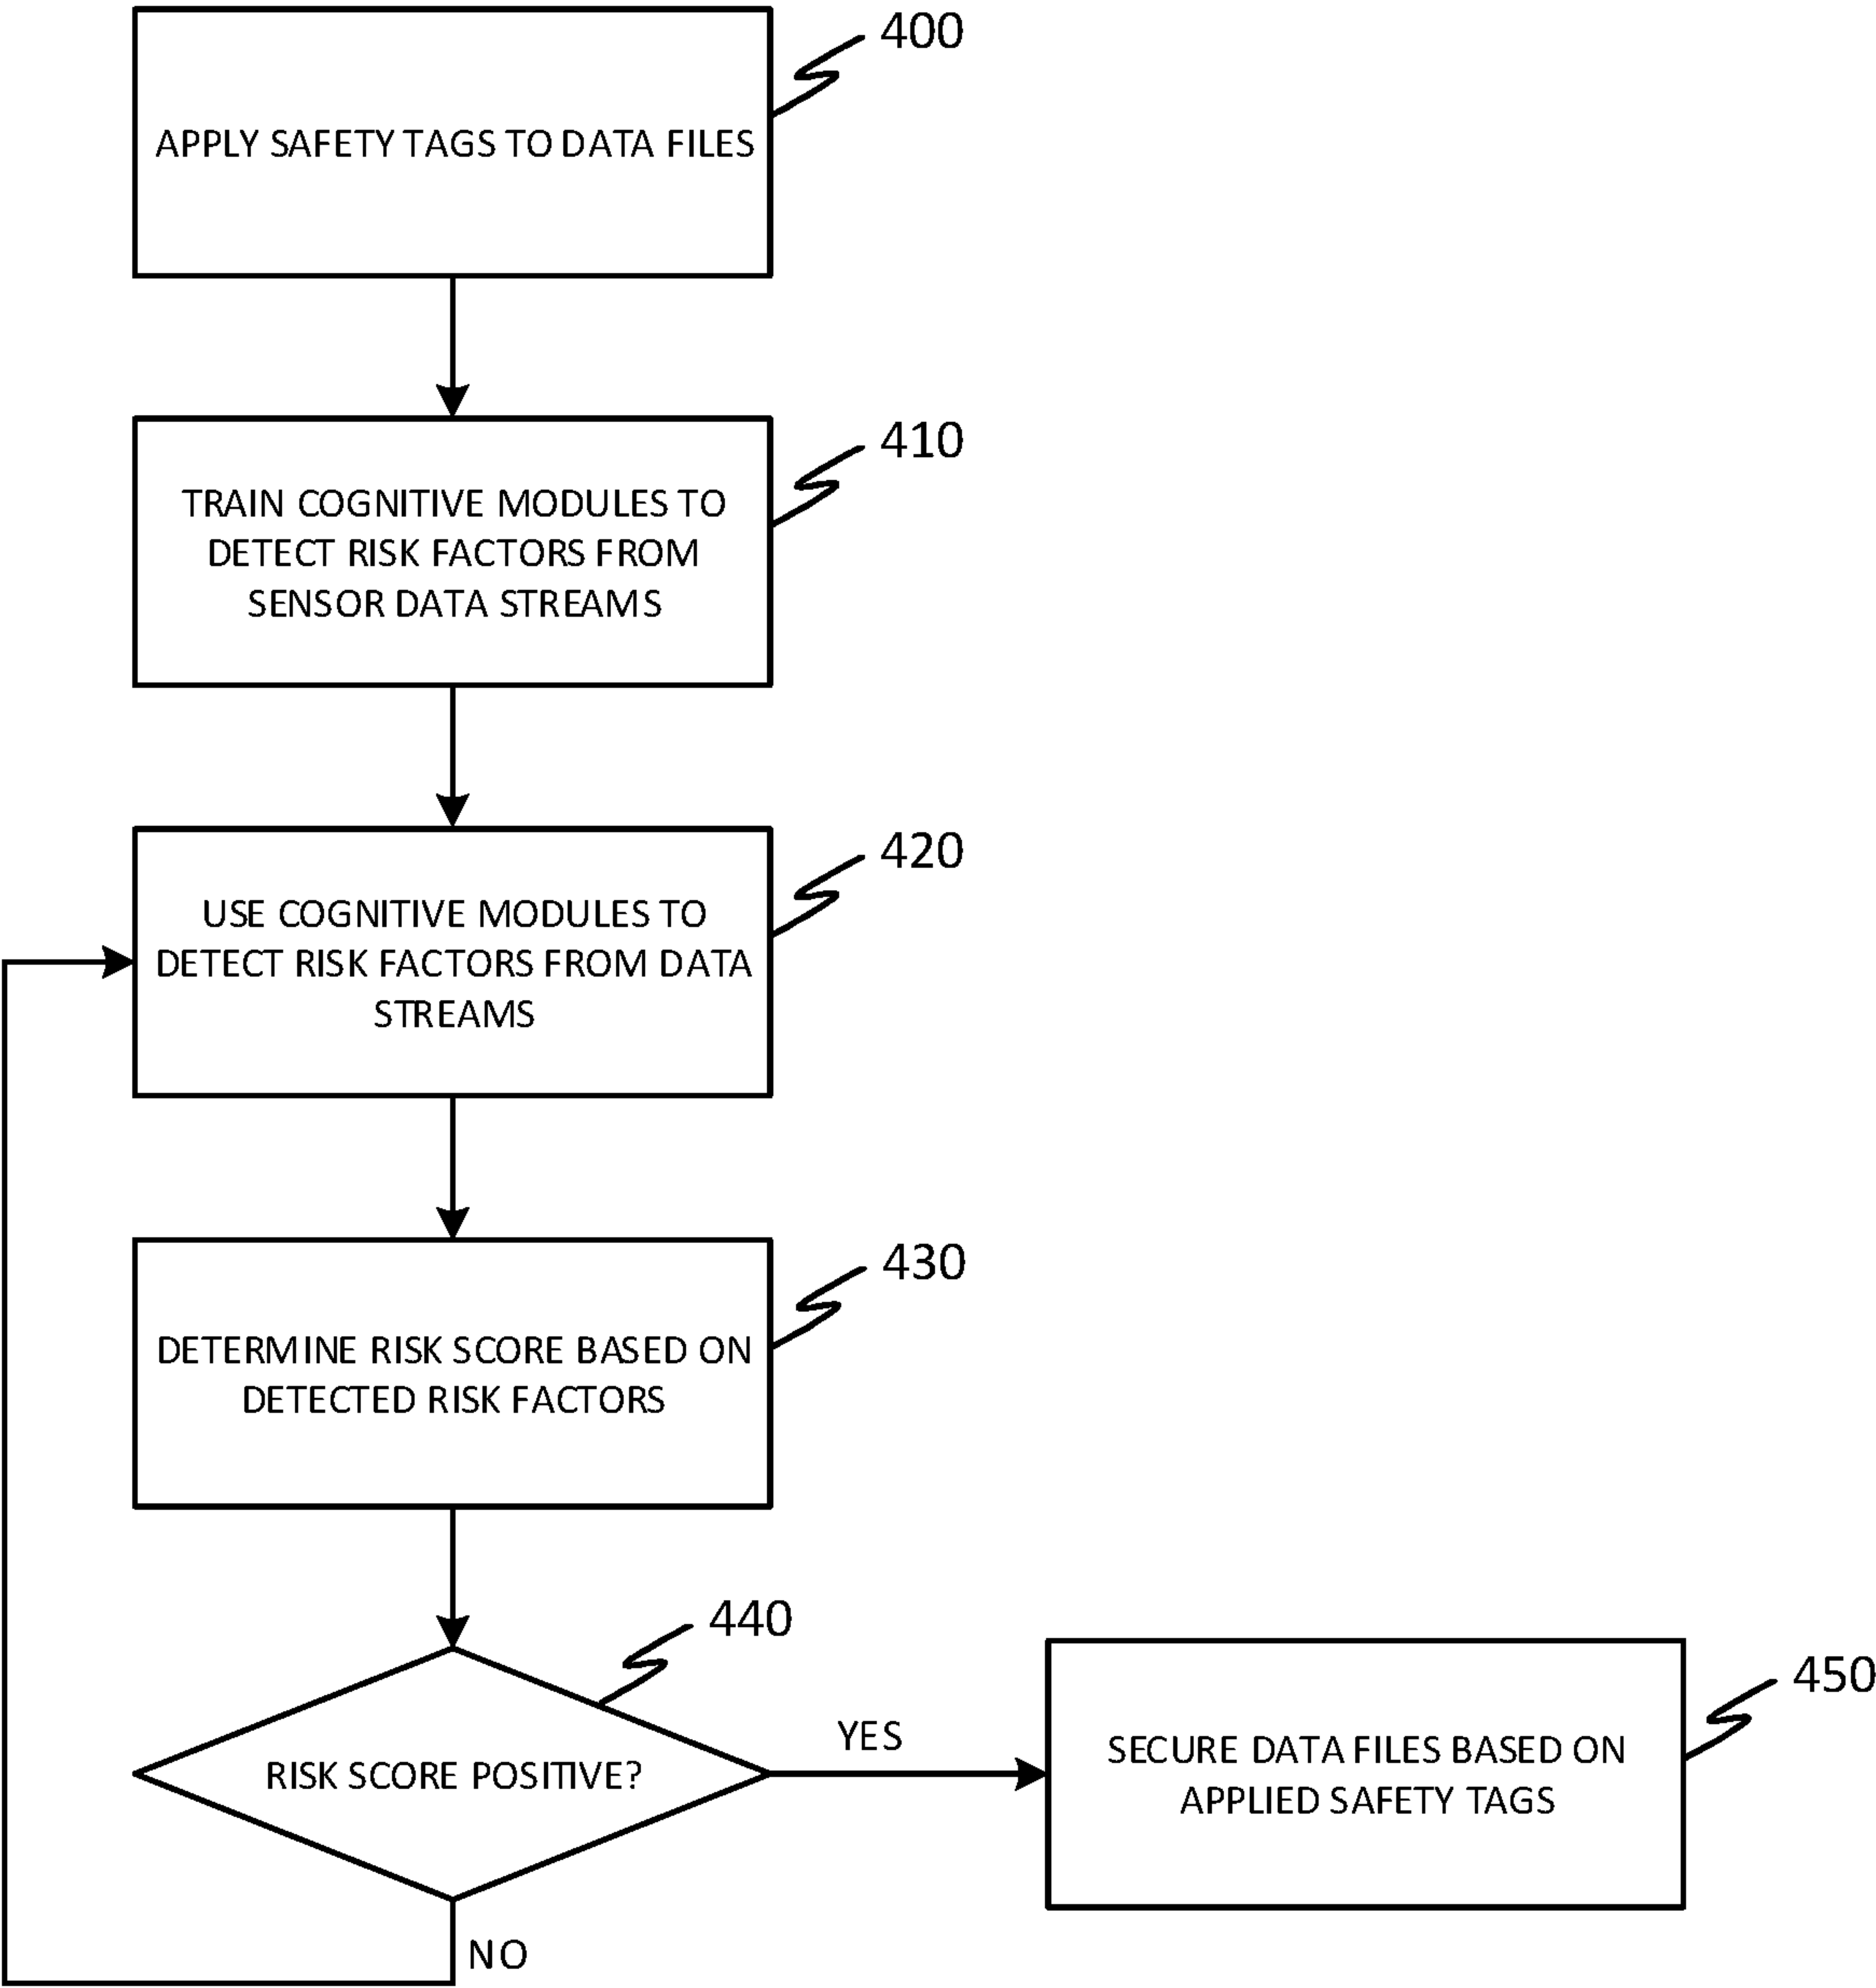 400
APPLY SAFETY TAGS TO DATA FILES
410
TRAIN COGNITIVE MODULES TO
DETECT RISK FACTORS FROM
SENSOR DATA STREAMS
420
USE COGNITIVE MODULES TO
DETECT RISK FACTORS FROM DATA
STREAMS
430
DETERMINE RISK SCORE BASED ON
DETECTED RISK FACTORS
440
RISK SCORE POSITIVE?
YES
450
SECURE DATA FILES BASED ON
APPLIED SAFETY TAGS
NO